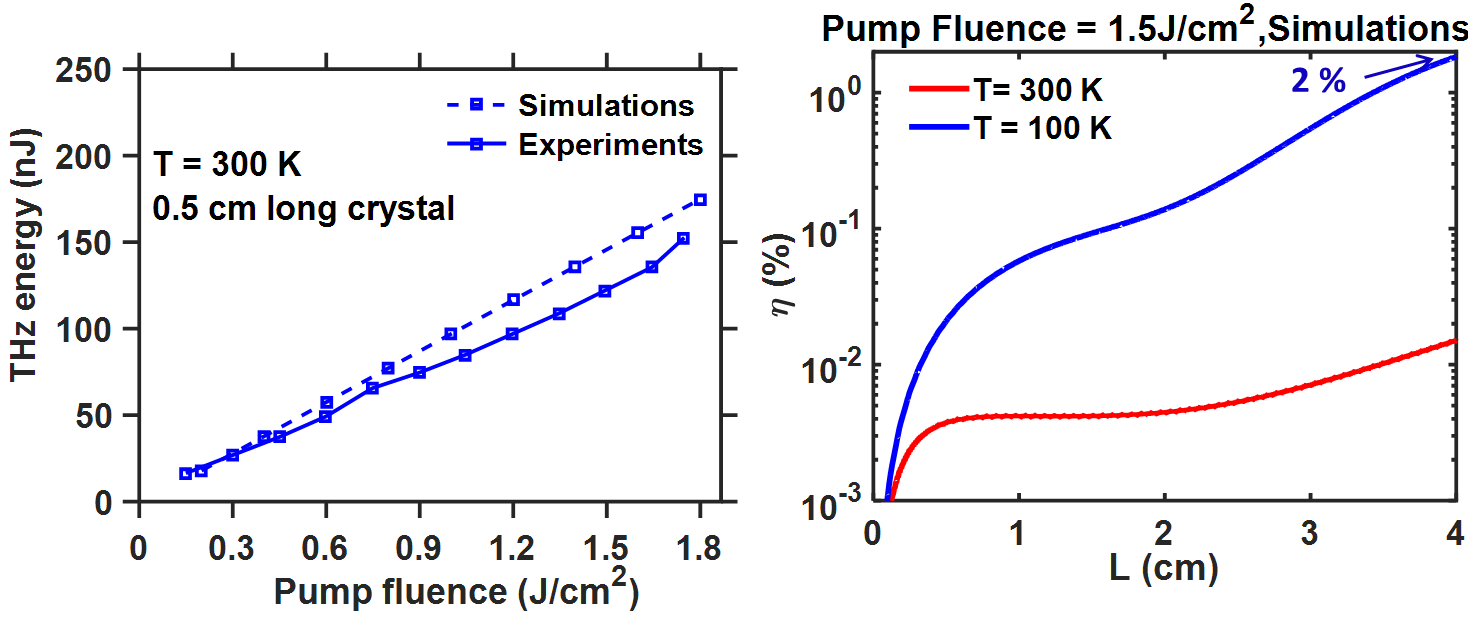 250
200
150
100
50
0
THz energy (nJ)
Simulations
Experiments
T = 300 K
0.5 cm long crystal
0 0.3 0.6 0.9 1.2 1.5 1.8
Pump fluence (J/cm²)
Pump Fluence = 1.5J/cm²,Simulations
T= 300 K
T = 100 K
2 %
10⁰
10⁻¹
10⁻²
10⁻³
η (%)
0 1 2 3 4
L (cm)